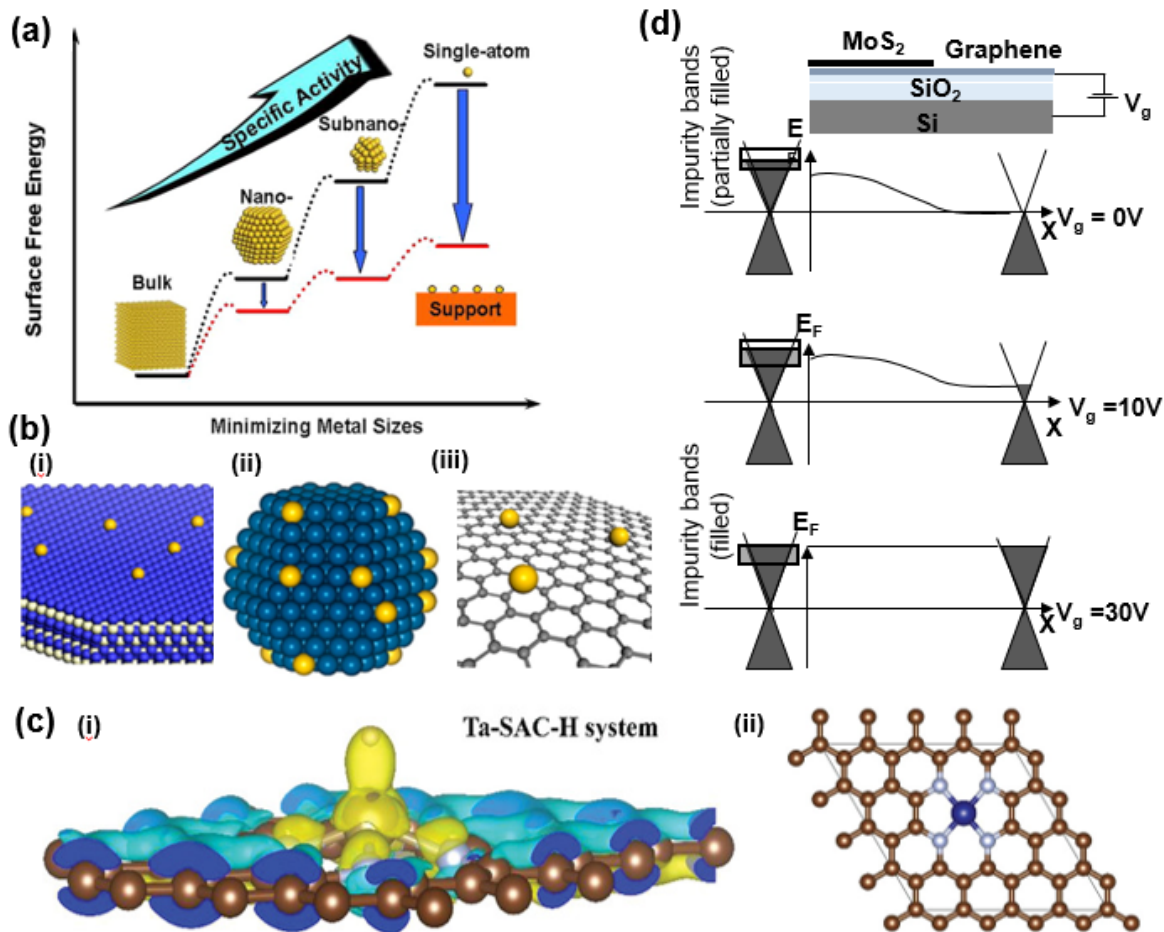 (a)
Surface Free Energy
Specific Activity
Bulk
Nano-
Subnano-
Single-atom
Support
Minimizing Metal Sizes
(b)
(i)
(ii)
(iii)
(c)
(i)
Ta-SAC-H system
(ii)
(d)
MoS2
Graphene
SiO2
Si
Vg
Impurity bands
(partially filled)
E
F
X
Vg = 0V
EF
X
Vg =10V
Impurity bands
(filled)
EF
X
Vg =30V